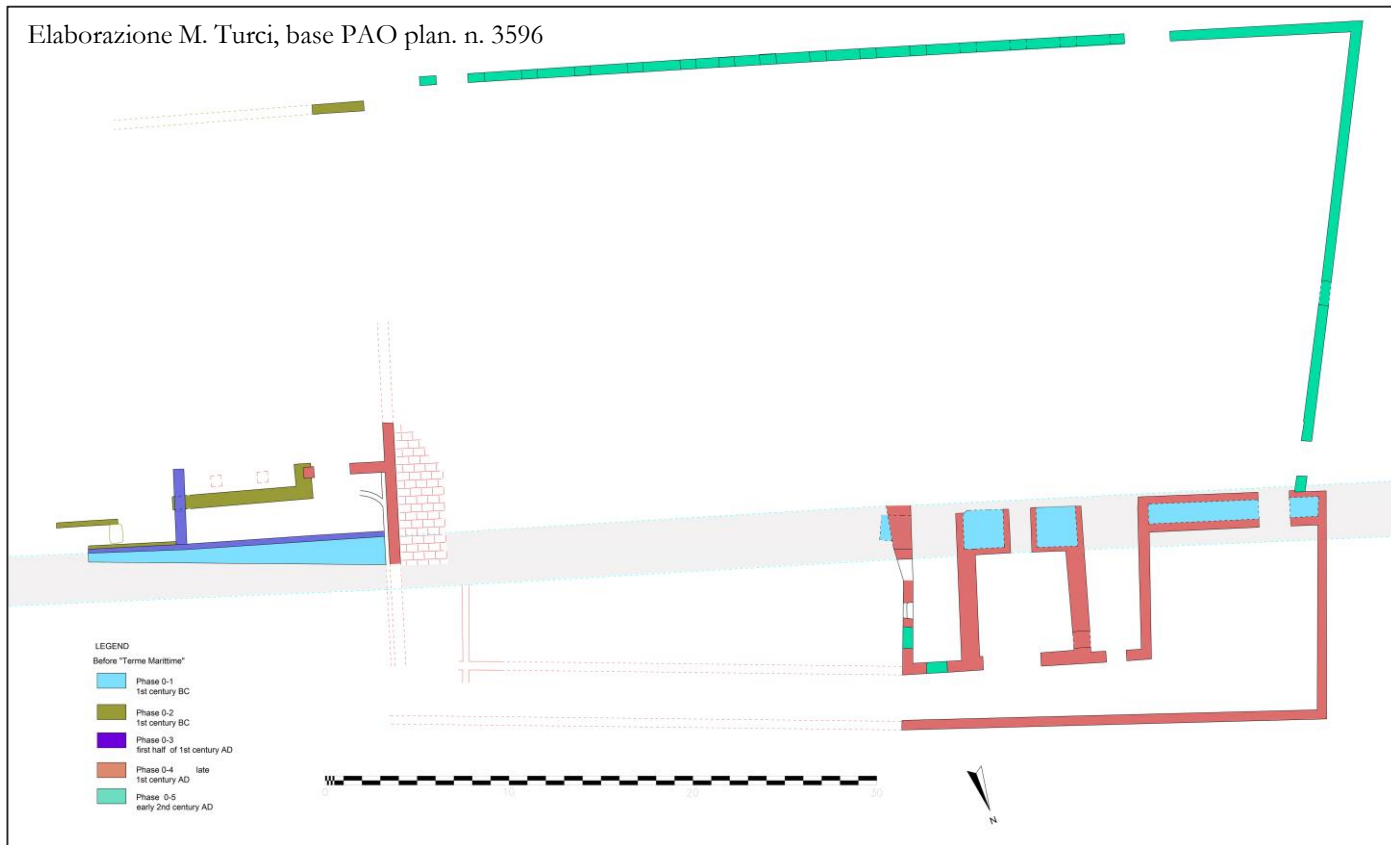 Elaborazione M. Turci, base PAO plan. n. 3596
LEGEND
Before "Terme Marittime"
Phase 0-1
1st century BC
Phase 0-2
1st century BC
Phase 0-3
first half of 1st century AD
Phase 0-4 late
1st century AD
Phase 0-5
early 2nd century AD
0 10 20 30
N